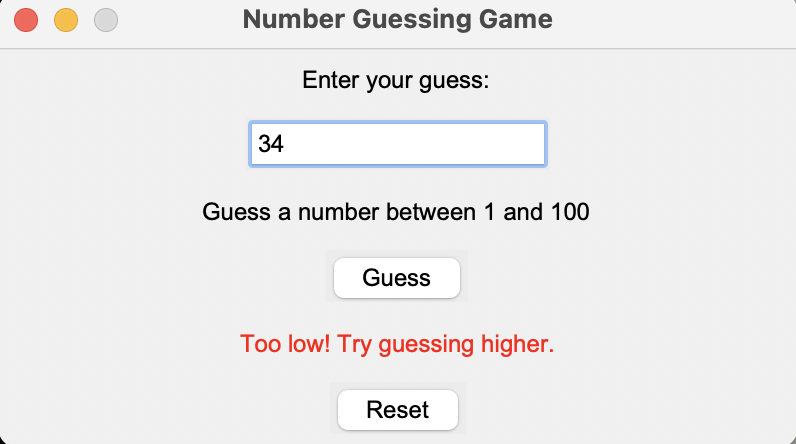 Number Guessing Game
Enter your guess:
34
Guess a number between 1 and 100
Guess
Too low! Try guessing higher.
Reset